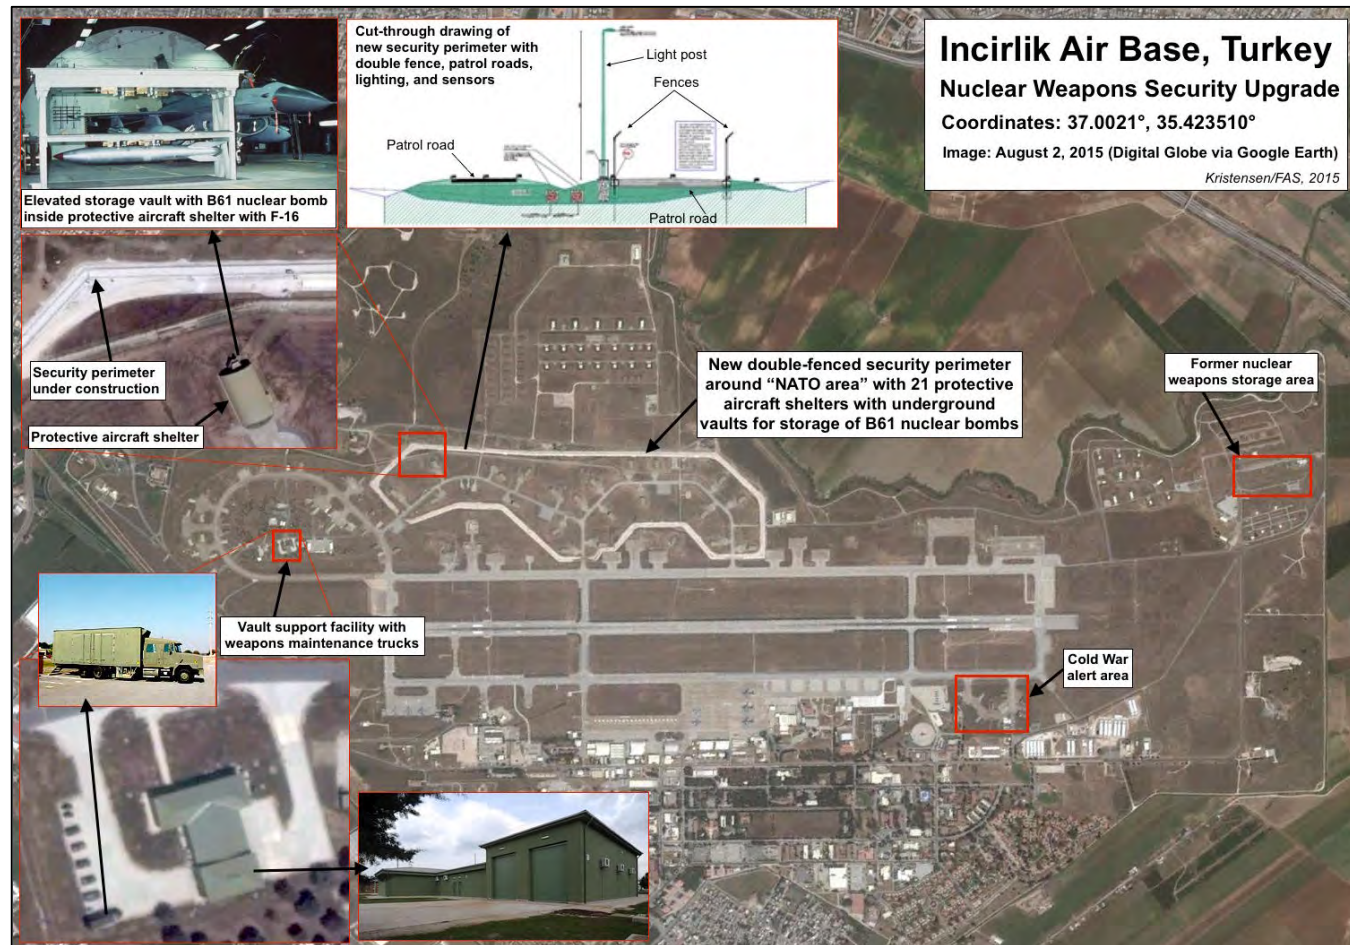 Incirlik Air Base, Turkey
Nuclear Weapons Security Upgrade
Coordinates: 37.0021°, 35.423510°
Image: August 2, 2015 (Digital Globe via Google Earth)
Kristensen/FAS, 2015
Cut-through drawing of
new security perimeter with
double fence, patrol roads,
lighting, and sensors
Light post
Fences
Patrol road
Patrol road
Elevated storage vault with B61 nuclear bomb
inside protective aircraft shelter with F-16
Security perimeter
under construction
Protective aircraft shelter
New double-fenced security perimeter
around “NATO area” with 21 protective
aircraft shelters with underground
vaults for storage of B61 nuclear bombs
Former nuclear
weapons storage area
Vault support facility with
weapons maintenance trucks
Cold War
alert area